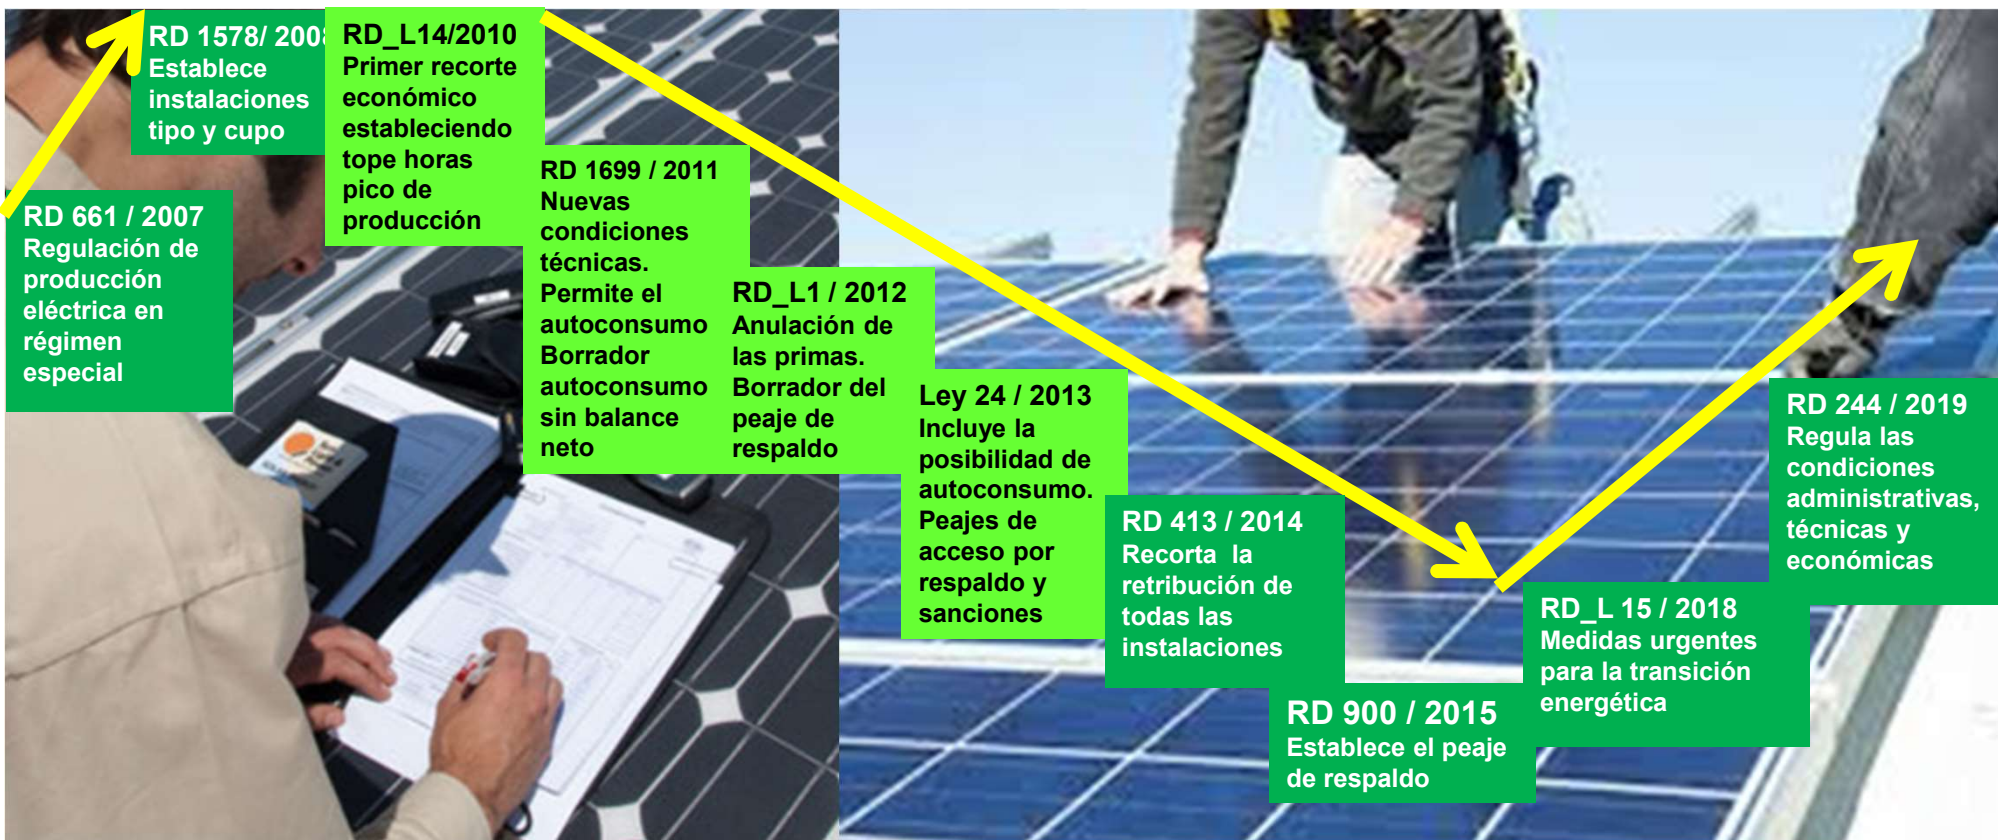 RD 661 / 2007
Regulación de
producción
eléctrica en
régimen
especial
RD 1578/ 2008
Establece
instalaciones
tipo y cupo
RD_L14/2010
Primer recorte
económico
estableciendo
tope horas
pico de
producción
RD 1699 / 2011
Nuevas
condiciones
técnicas.
Permite el
autoconsumo
Borrador
autoconsumo
sin balance
neto
RD_L1 / 2012
Anulación de
las primas.
Borrador del
peaje de
respaldo
Ley 24 / 2013
Incluye la
posibilidad de
autoconsumo.
Peajes de
acceso por
respaldo y
sanciones
RD 413 / 2014
Recorta la
retribución de
todas las
instalaciones
RD 900 / 2015
Establece el peaje
de respaldo
RD_L 15 / 2018
Medidas urgentes
para la transición
energética
RD 244 / 2019
Regula las
condiciones
administrativas,
técnicas y
económicas